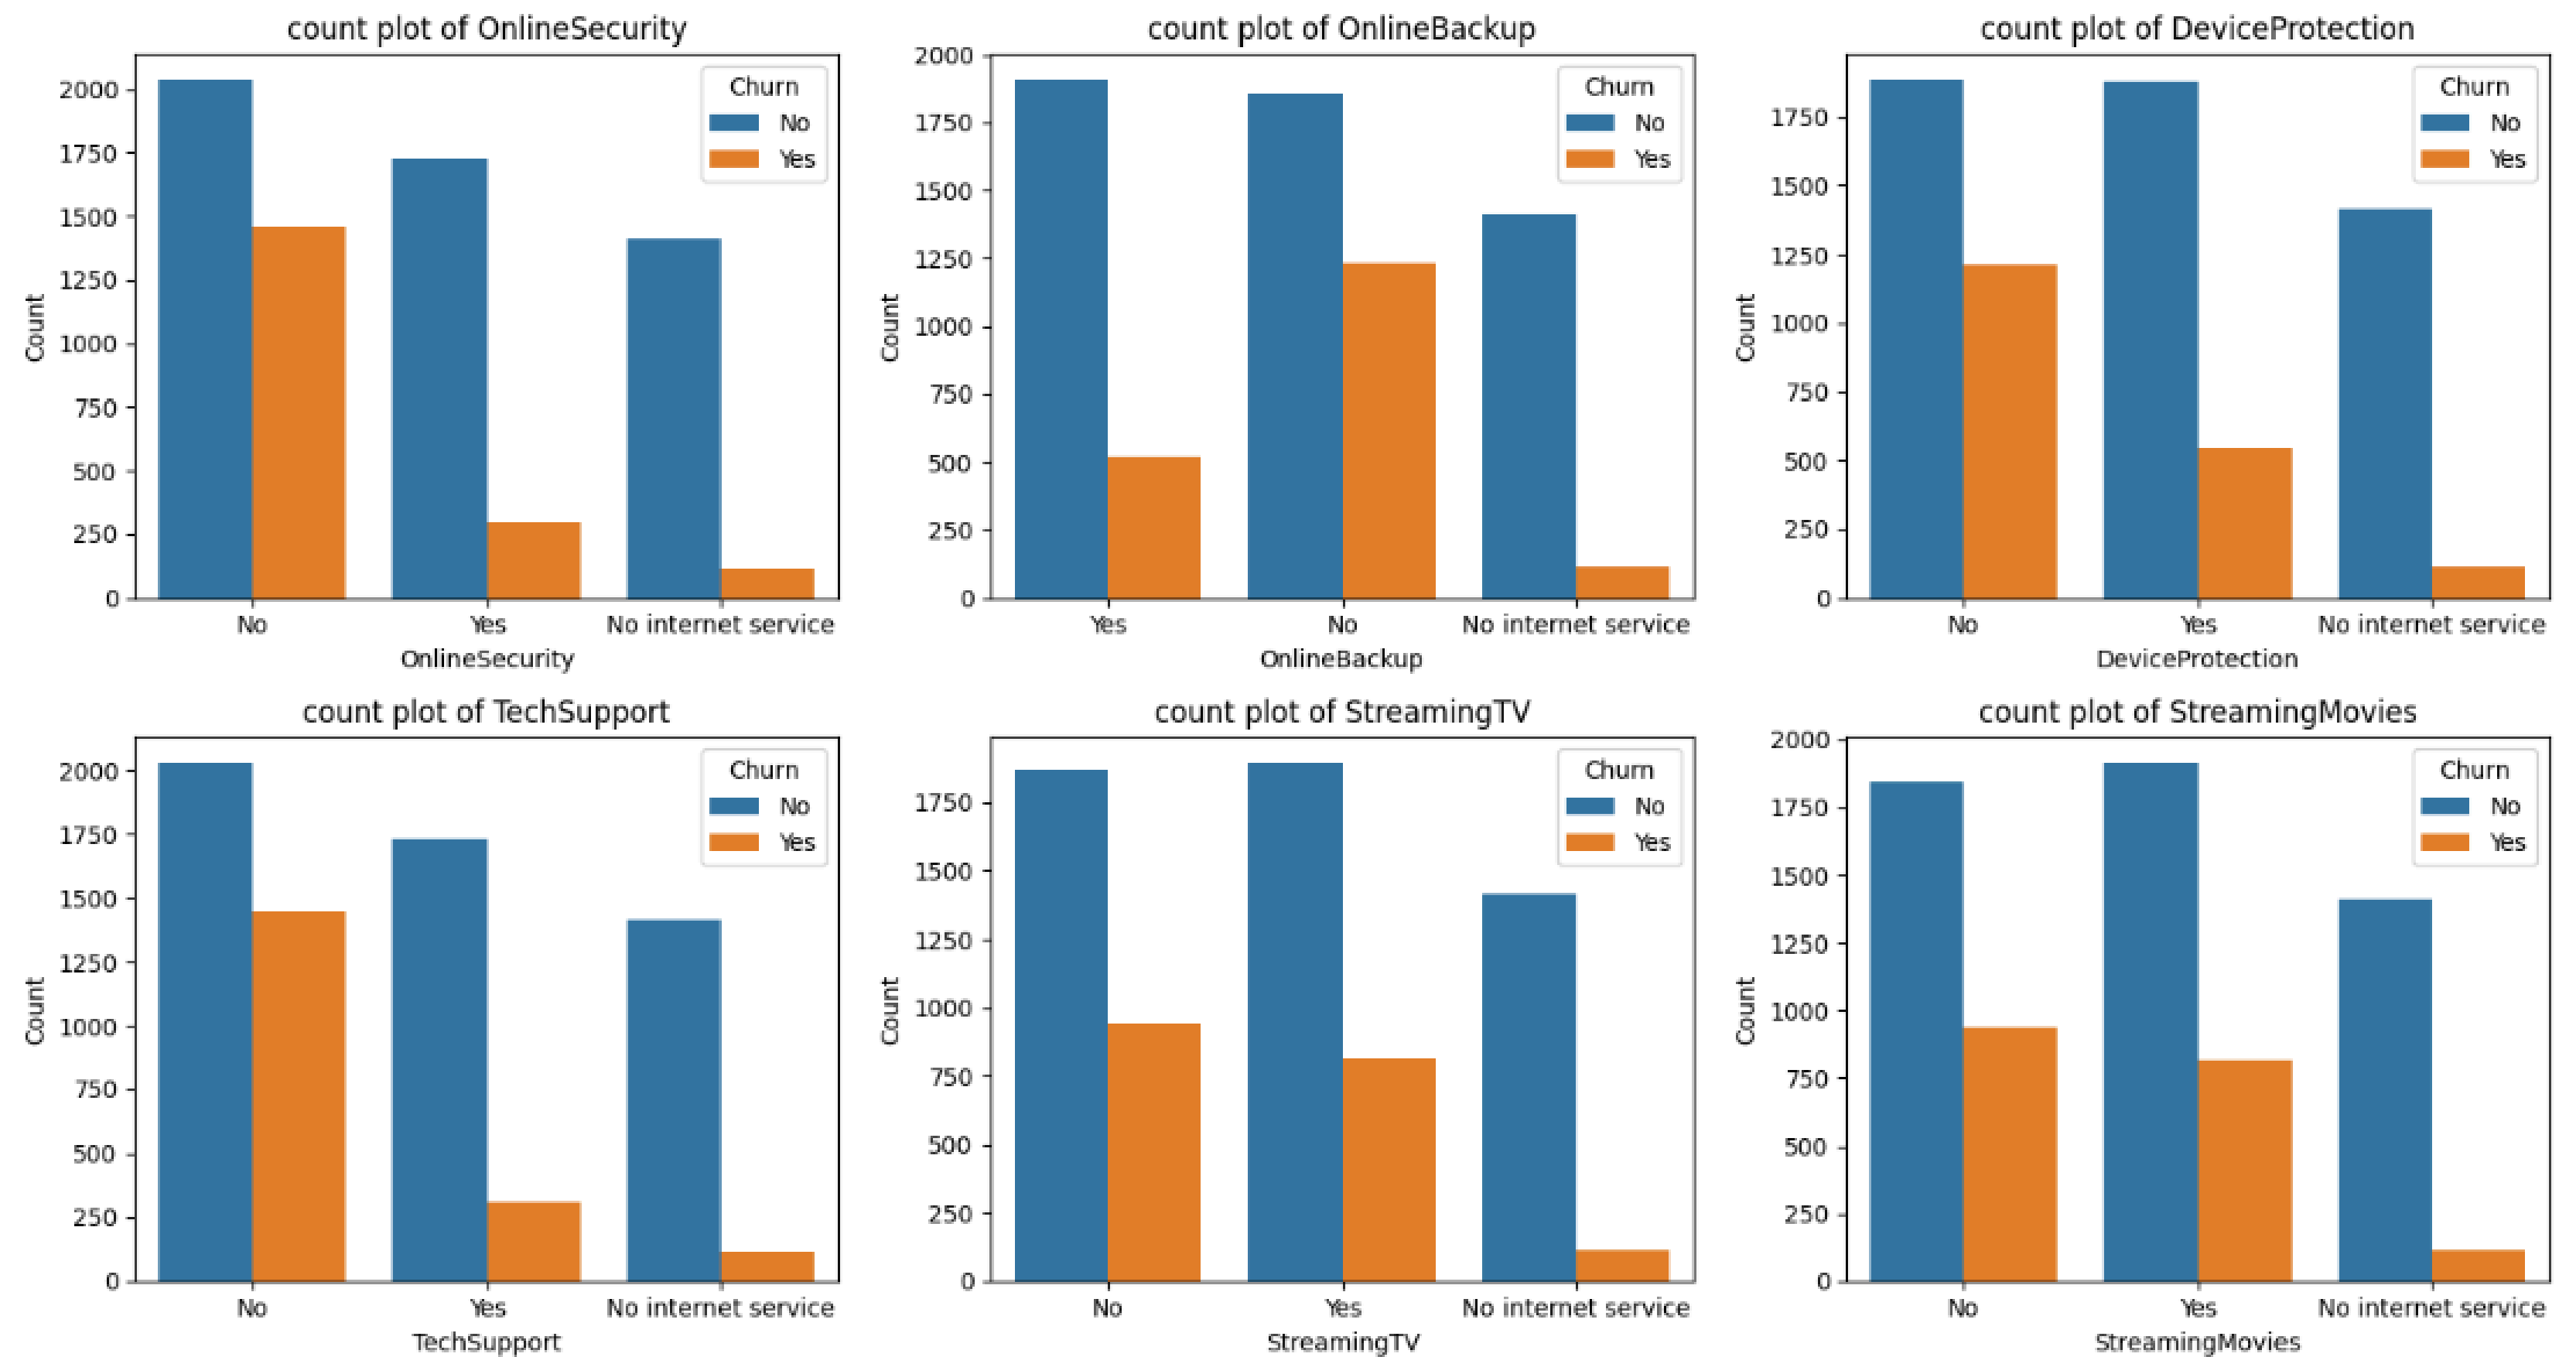 count plot of OnlineSecurity
2000
1750
1500
1250
1000
750
500
250
0
Count
Churn
No
Yes
No Yes No internet service
OnlineSecurity
count plot of OnlineBackup
2000
1750
1500
1250
1000
750
500
250
0
Count
Churn
No
Yes
Yes No No internet service
OnlineBackup
count plot of DeviceProtection
1750
1500
1250
1000
750
500
250
0
Count
Churn
No
Yes
No Yes No internet service
DeviceProtection
count plot of TechSupport
2000
1750
1500
1250
1000
750
500
250
0
Count
Churn
No
Yes
No Yes No internet service
TechSupport
count plot of StreamingTV
1750
1500
1250
1000
750
500
250
0
Count
Churn
No
Yes
No Yes No internet service
StreamingTV
count plot of StreamingMovies
2000
1750
1500
1250
1000
750
500
250
0
Count
Churn
No
Yes
No Yes No internet service
StreamingMovies